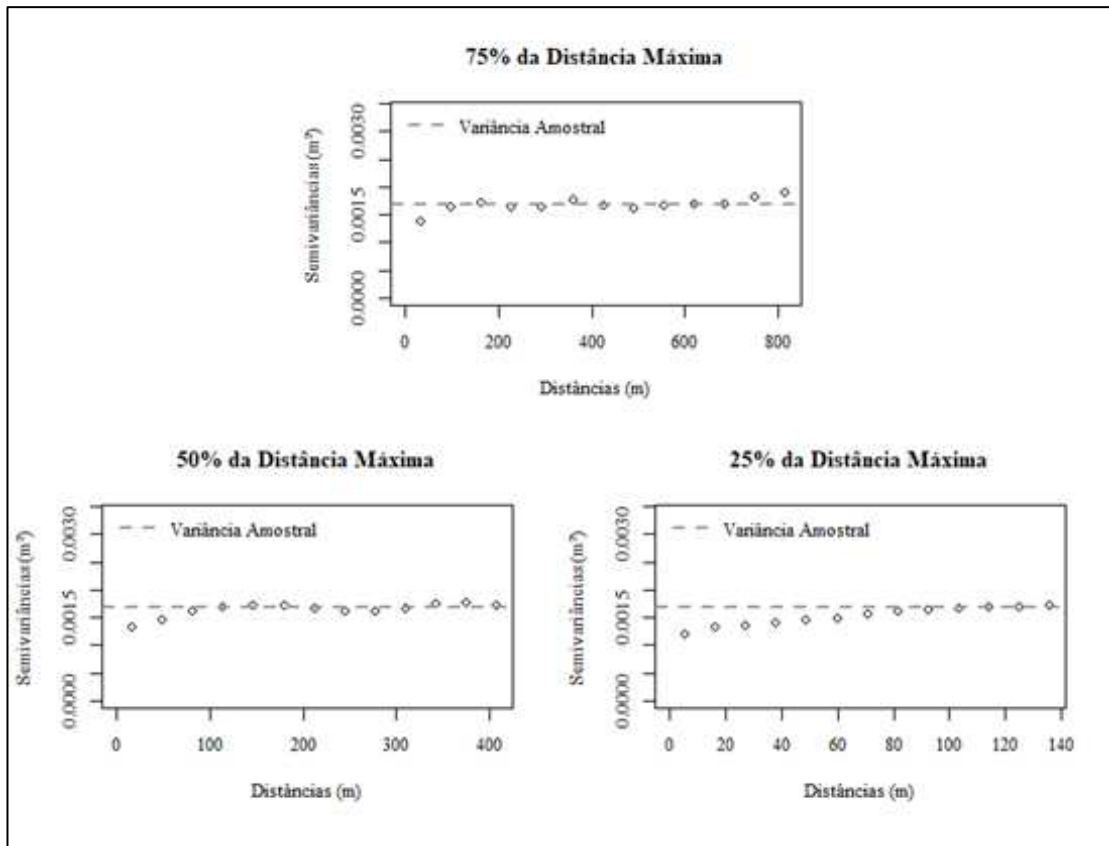 75% da Distância Máxima
Variância Amostral
Semivariâncias (m³)
0.0030
0.0015
0.0000
0 200 400 600 800
Distâncias (m)
50% da Distância Máxima
Variância Amostral
Semivariâncias (m³)
0.0030
0.0015
0.0000
0 100 200 300 400
Distâncias (m)
25% da Distância Máxima
Variância Amostral
Semivariâncias (m³)
0.0030
0.0015
0.0000
0 20 40 60 80 100 120 140
Distâncias (m)